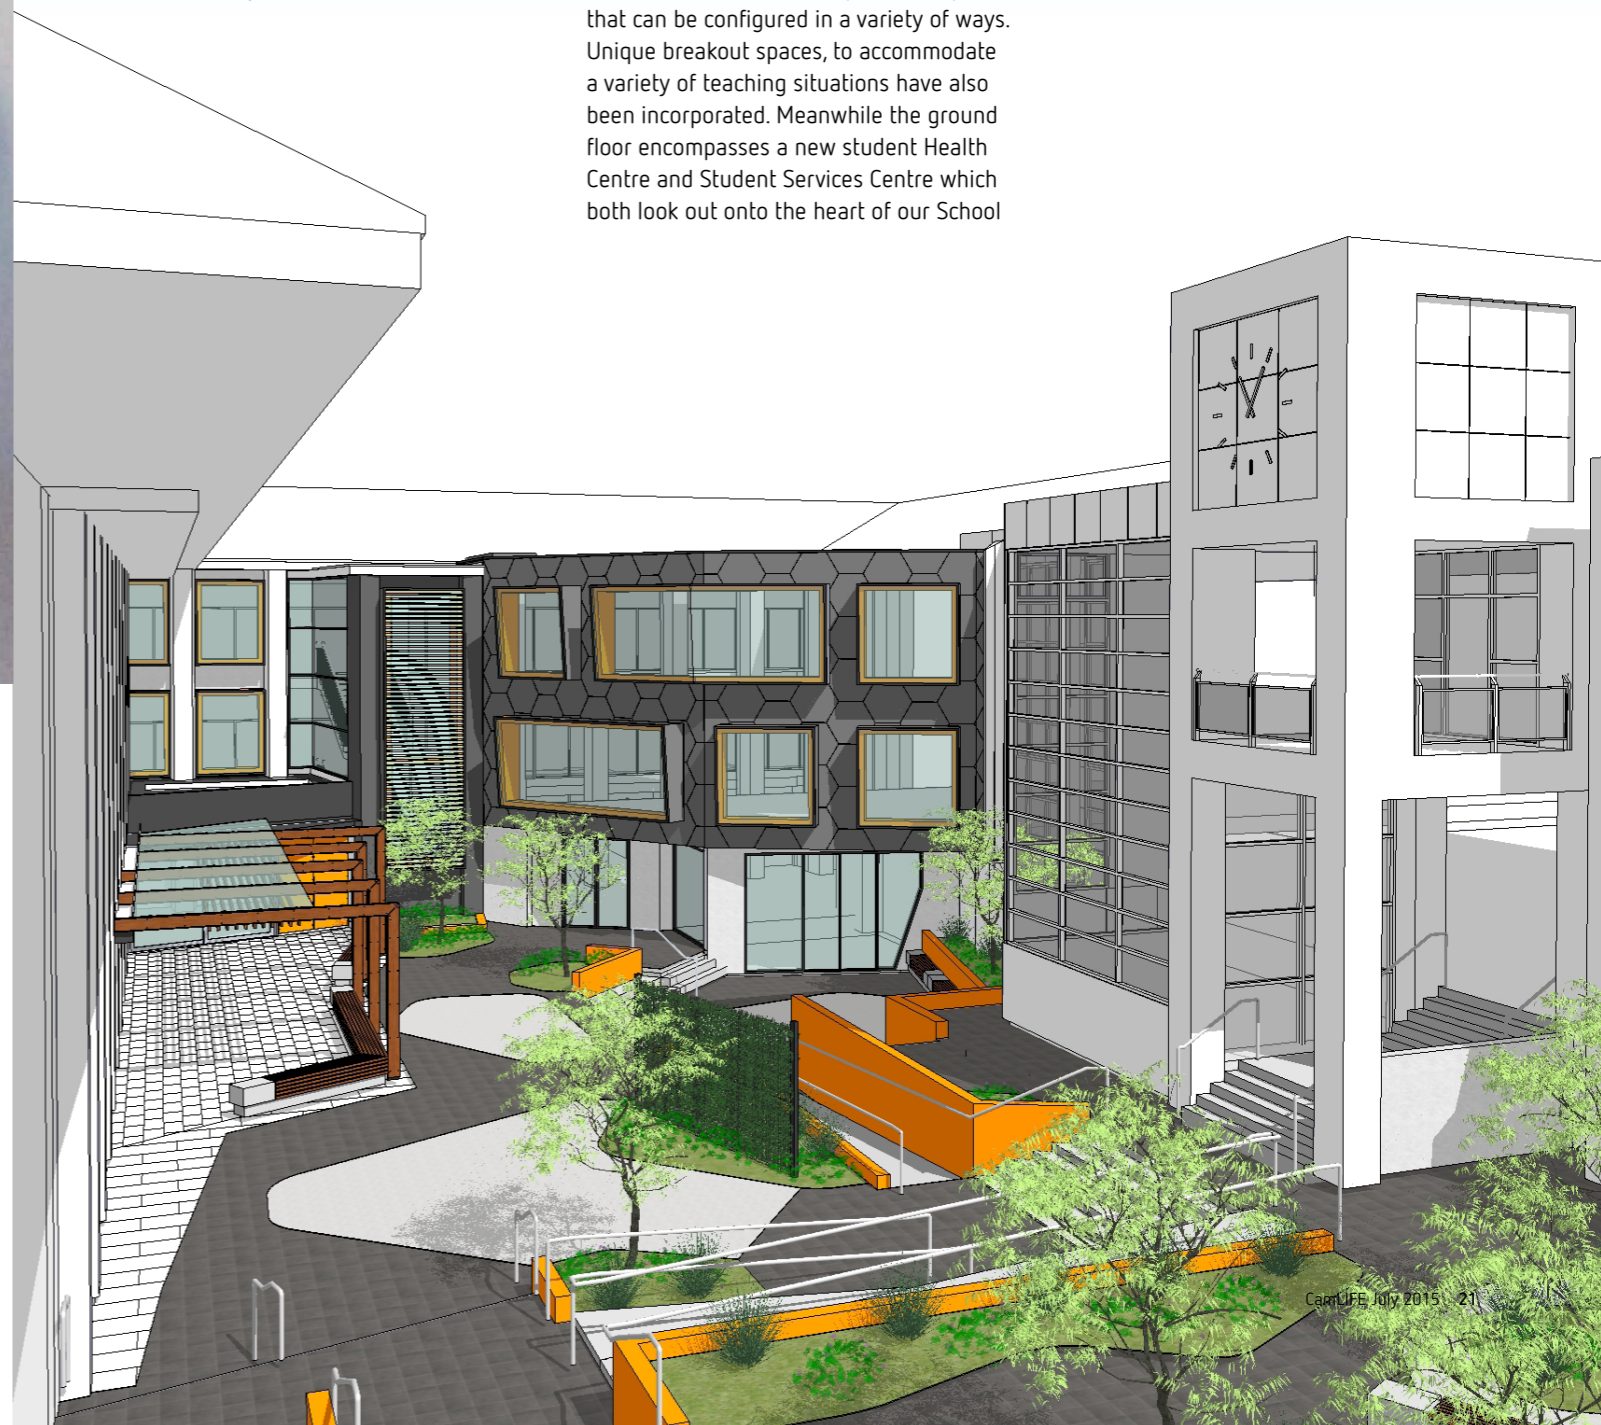 that can be configured in a variety of ways.
Unique breakout spaces, to accommodate
a variety of teaching situations have also
been incorporated. Meanwhile the ground
floor encompasses a new student Health
Centre and Student Services Centre which
both look out onto the heart of our School
CamLIFE July 2015 21